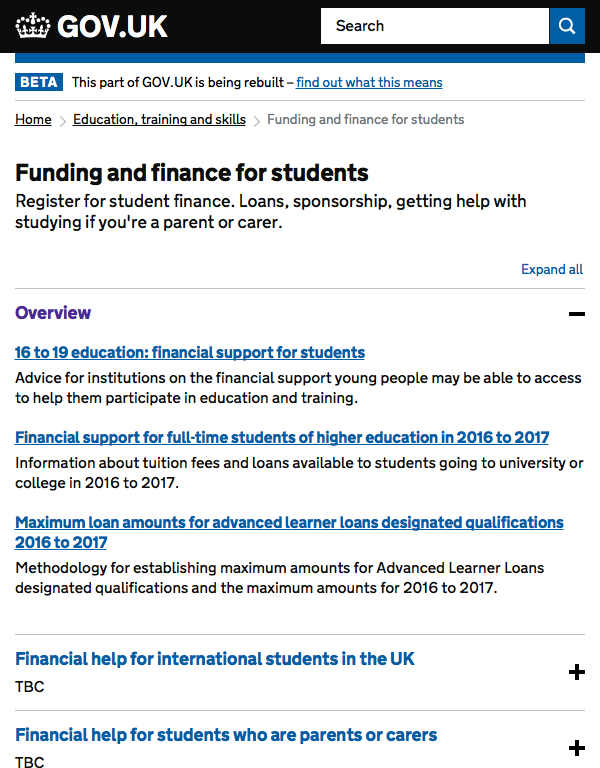 GOV.UK
Search
BETA This part of GOV.UK is being rebuilt – find out what this means
Home Education, training and skills Funding and finance for students
Funding and finance for students
Register for student finance. Loans, sponsorship, getting help with
studying if you're a parent or carer.
Expand all
Overview
16 to 19 education: financial support for students
Advice for institutions on the financial support young people may be able to access
to help them participate in education and training.
Financial support for full-time students of higher education in 2016 to 2017
Information about tuition fees and loans available to students going to university or
college in 2016 to 2017.
Maximum loan amounts for advanced learner loans designated qualifications
2016 to 2017
Methodology for establishing maximum amounts for Advanced Learner Loans
designated qualifications and the maximum amounts for 2016 to 2017.
Financial help for international students in the UK
TBC
Financial help for students who are parents or carers
TBC